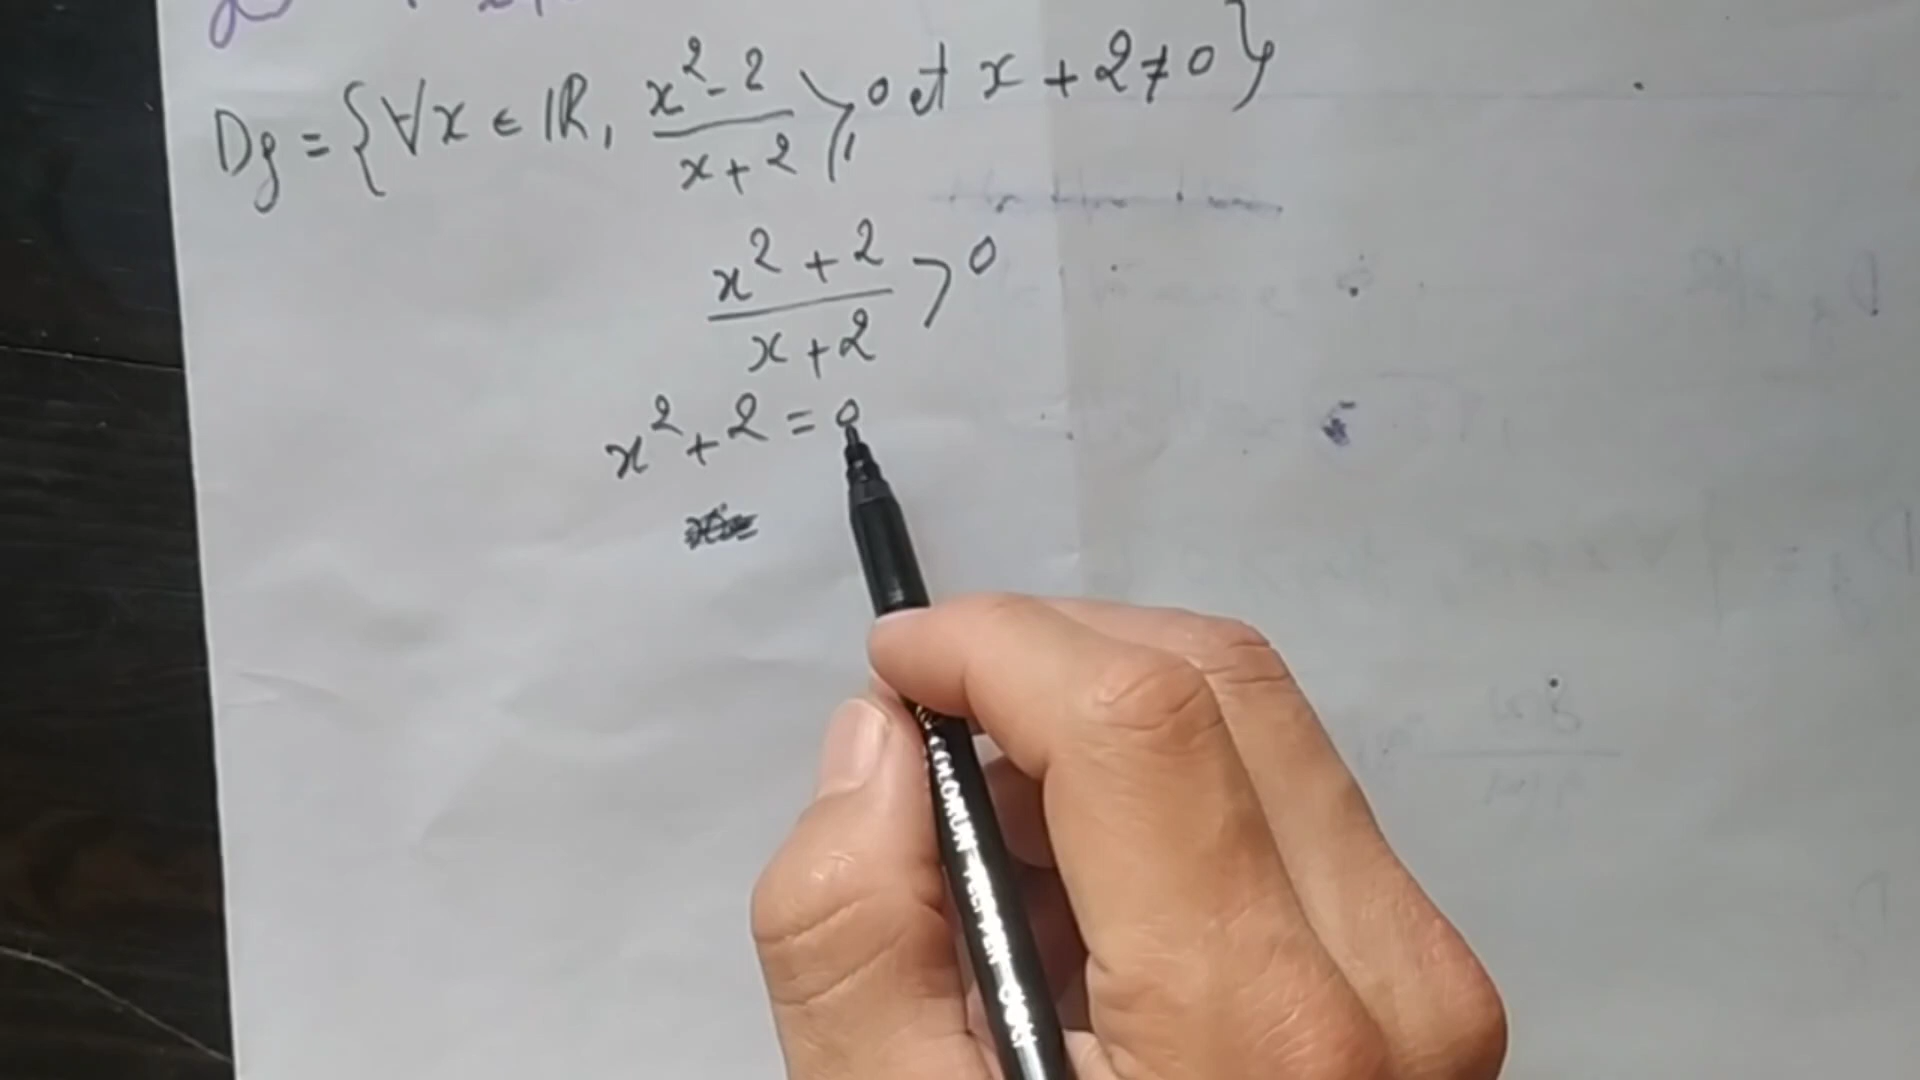 Dg = {∀x ∈ ℝ, (x² - 2)/(x + 2) ⩾ 0 et x + 2 ≠ 0}
(x² + 2)/(x + 2) > 0
x² + 2 = 0